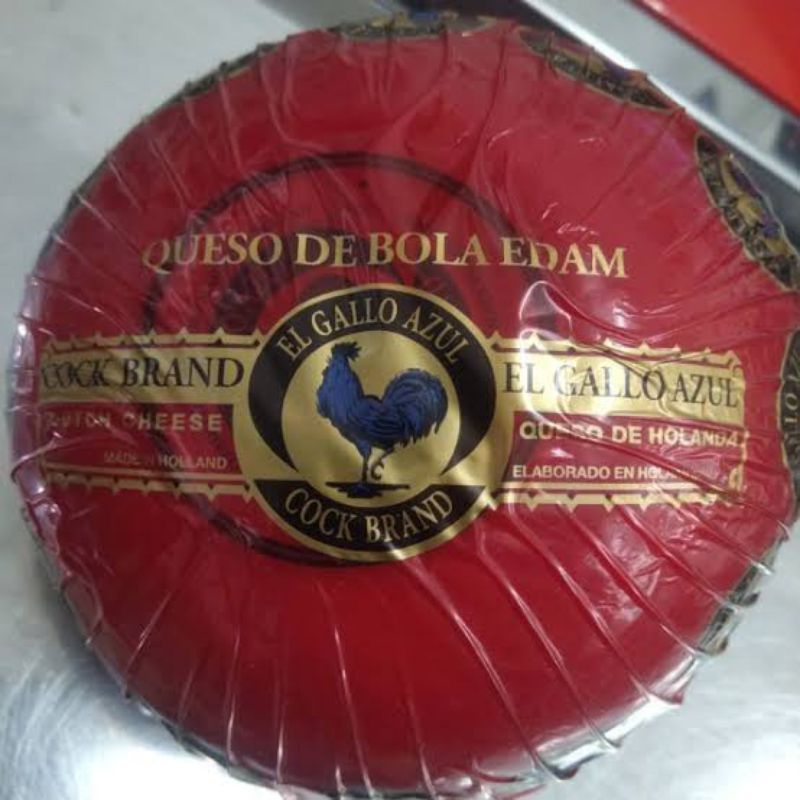 QUESO DE BOLA EDAM
EL GALLO AZUL
COCK BRAND
COCK BRAND
DUTCH CHEESE
MADE IN HOLLAND
EL GALLO AZUL
QUESO DE HOLANDA
ELABORADO EN